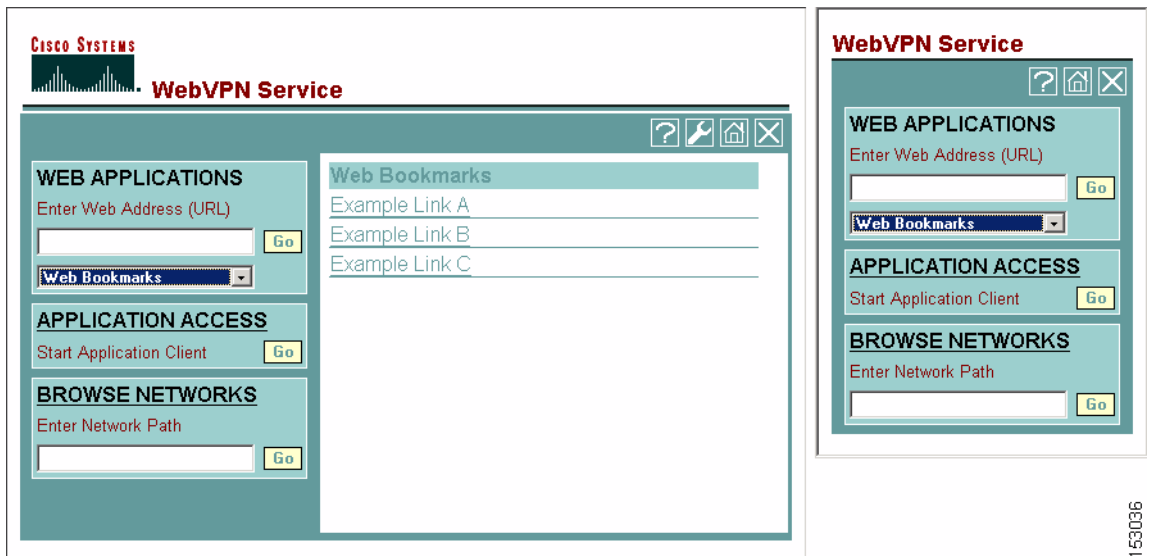 CISCO SYSTEMS
WebVPN Service
?
WEB APPLICATIONS
Enter Web Address (URL)
Go
Web Bookmarks
APPLICATION ACCESS
Start Application Client
Go
BROWSE NETWORKS
Enter Network Path
Go
Web Bookmarks
Example Link A
Example Link B
Example Link C
WebVPN Service
?
WEB APPLICATIONS
Enter Web Address (URL)
Go
Web Bookmarks
APPLICATION ACCESS
Start Application Client
Go
BROWSE NETWORKS
Enter Network Path
Go
153036